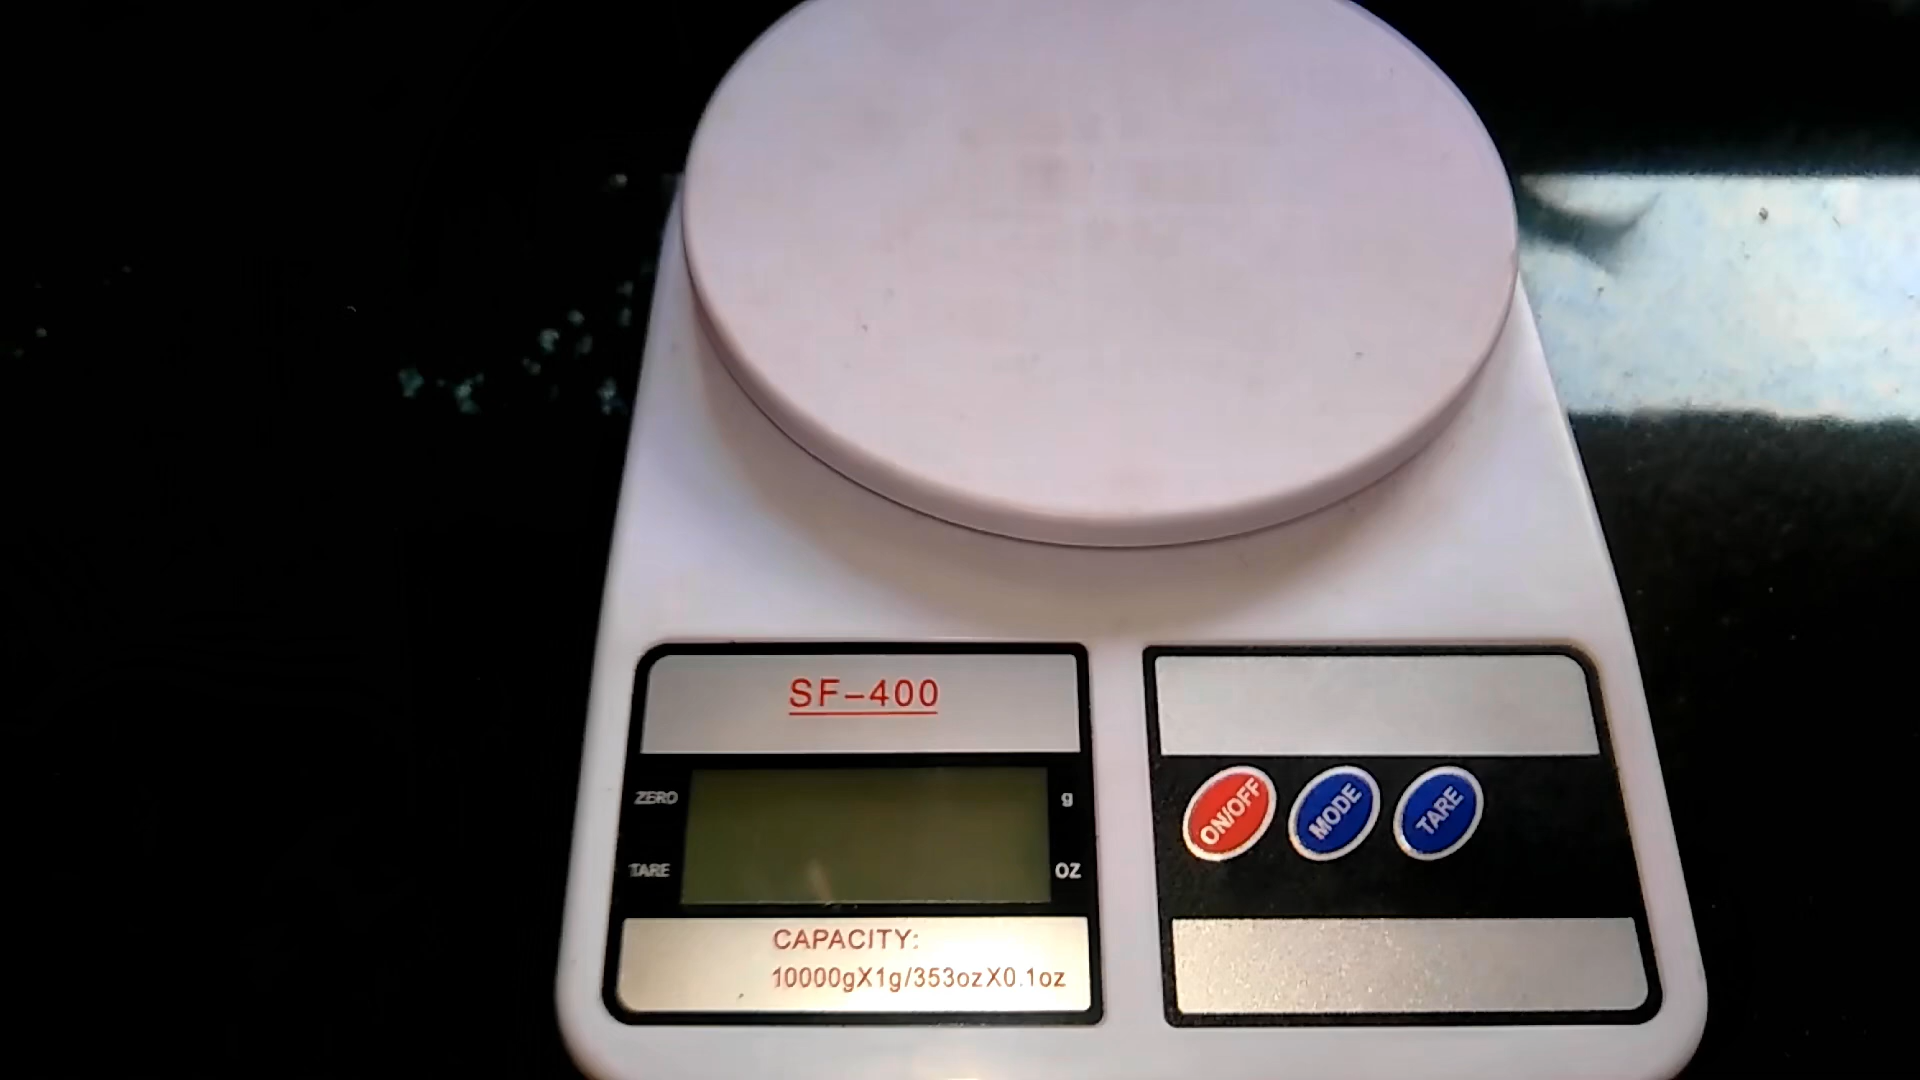 SF-400
ZERO
g
TARE
OZ
CAPACITY:
10000gX1g/353ozX0.1oz
ON/OFF
MODE
TARE